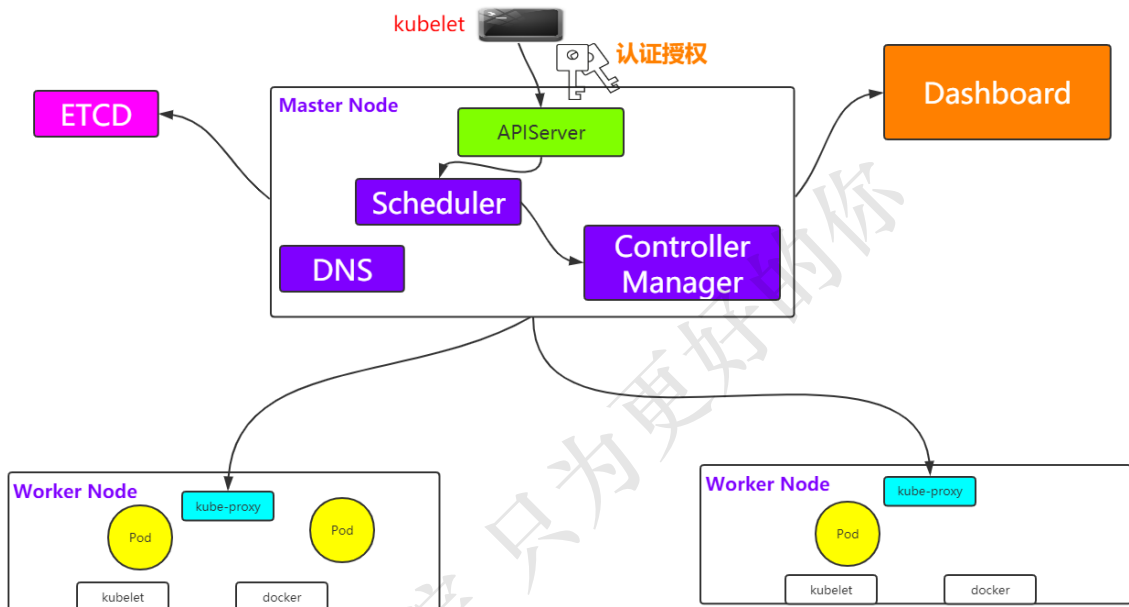 kubelet
认证授权
Master Node
APIServer
ETCD
Dashboard
Scheduler
DNS
Controller
Manager
只为更好的你
Worker Node
kube-proxy
Pod
Pod
kubelet
docker
Worker Node
kube-proxy
Pod
kubelet
docker